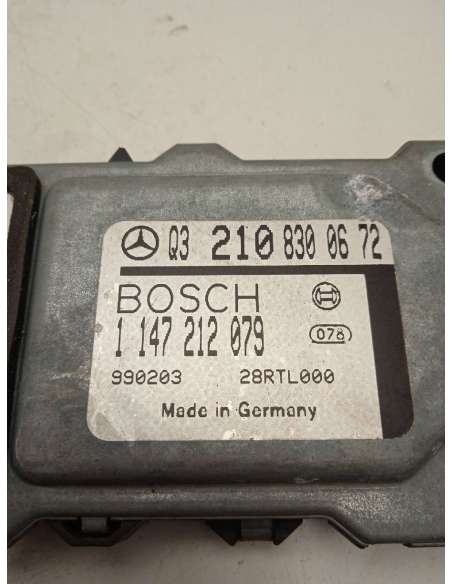 Q3 210 830 06 72
BOSCH
1 147 212 079
078
990203 28RTL000
Made in Germany